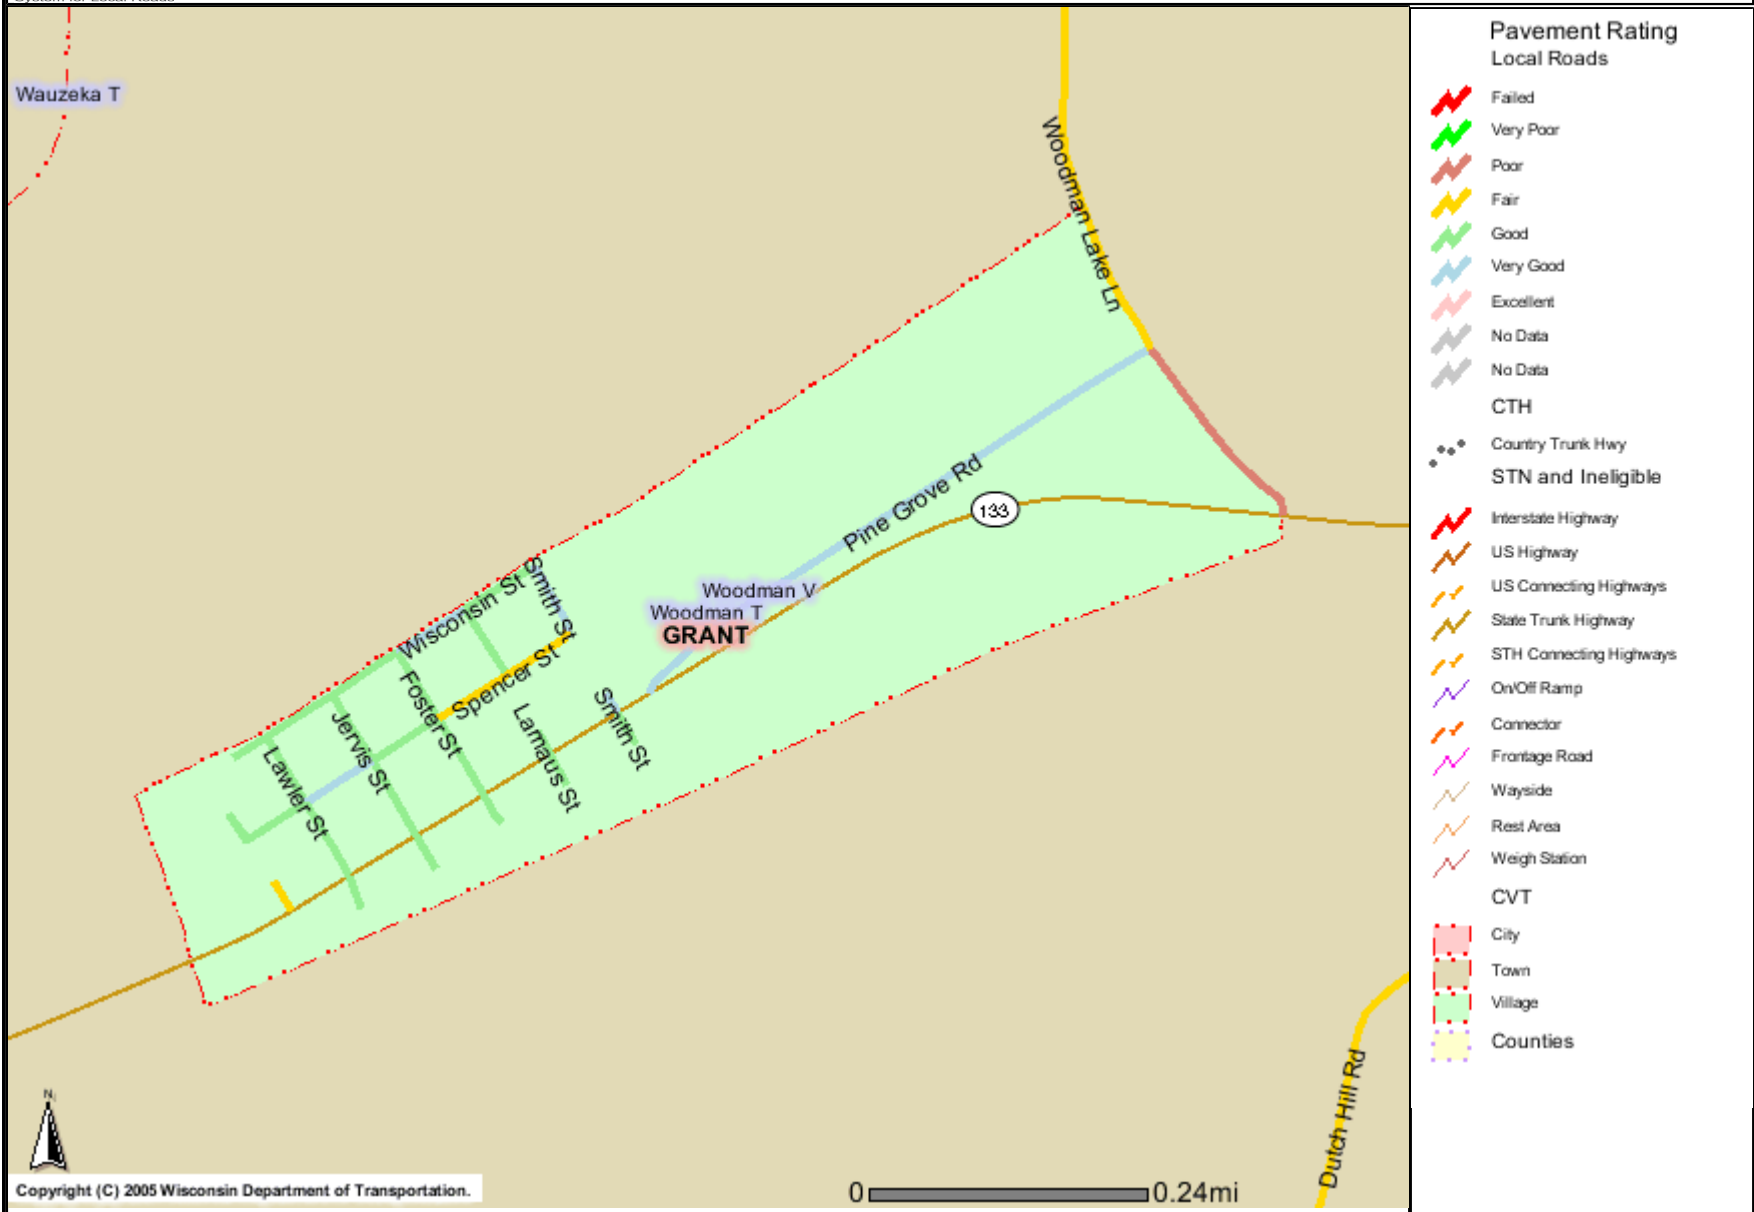 System for Local Roads
Wauzeka T
Woodman Lake Ln
Pine Grove Rd
133
Woodman V
Woodman T
GRANT
Wisconsin St
Smith St
Spencer St
Foster St
Jervis St
Lawler St
Lamaus St
Smith St
Dutch Hill Rd
N
Copyright (C) 2005 Wisconsin Department of Transportation.
0 0.24mi
Pavement Rating
Local Roads
Failed
Very Poor
Poor
Fair
Good
Very Good
Excellent
No Data
No Data
CTH
Country Trunk Hwy
STN and Ineligible
Interstate Highway
US Highway
US Connecting Highways
State Trunk Highway
STH Connecting Highways
On/Off Ramp
Connector
Frontage Road
Wayside
Rest Area
Weigh Station
CVT
City
Town
Village
Counties